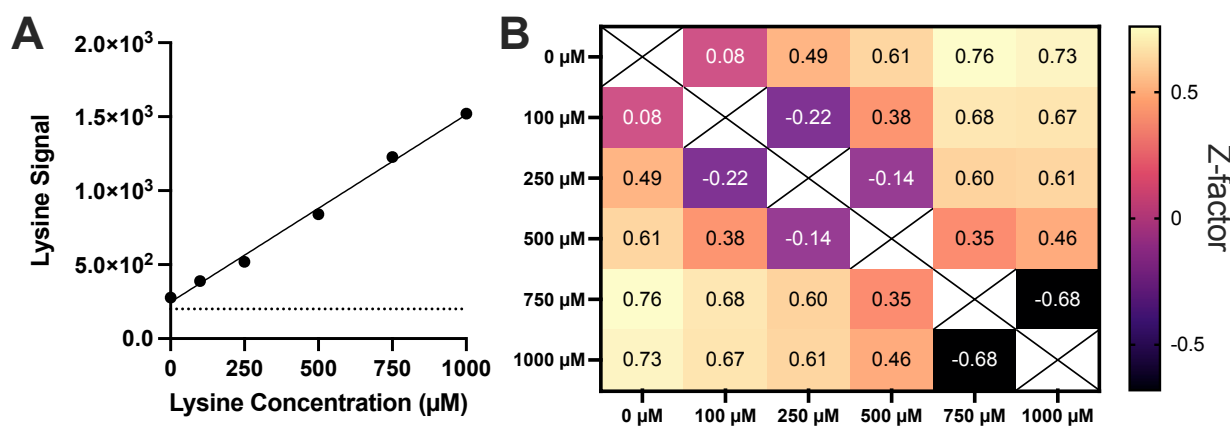 A
Lysine Signal
2.0×10³
1.5×10³
1.0×10³
5.0×10²
0.0
0 250 500 750 1000
Lysine Concentration (µM)
B
0 µM 0.08 0.49 0.61 0.76 0.73
100 µM 0.08 -0.22 0.38 0.68 0.67
250 µM 0.49 -0.22 -0.14 0.60 0.61
500 µM 0.61 0.38 -0.14 0.35 0.46
750 µM 0.76 0.68 0.60 0.35 -0.68
1000 µM 0.73 0.67 0.61 0.46 -0.68
0 µM 100 µM 250 µM 500 µM 750 µM 1000 µM
0.5
0
-0.5
Z-factor